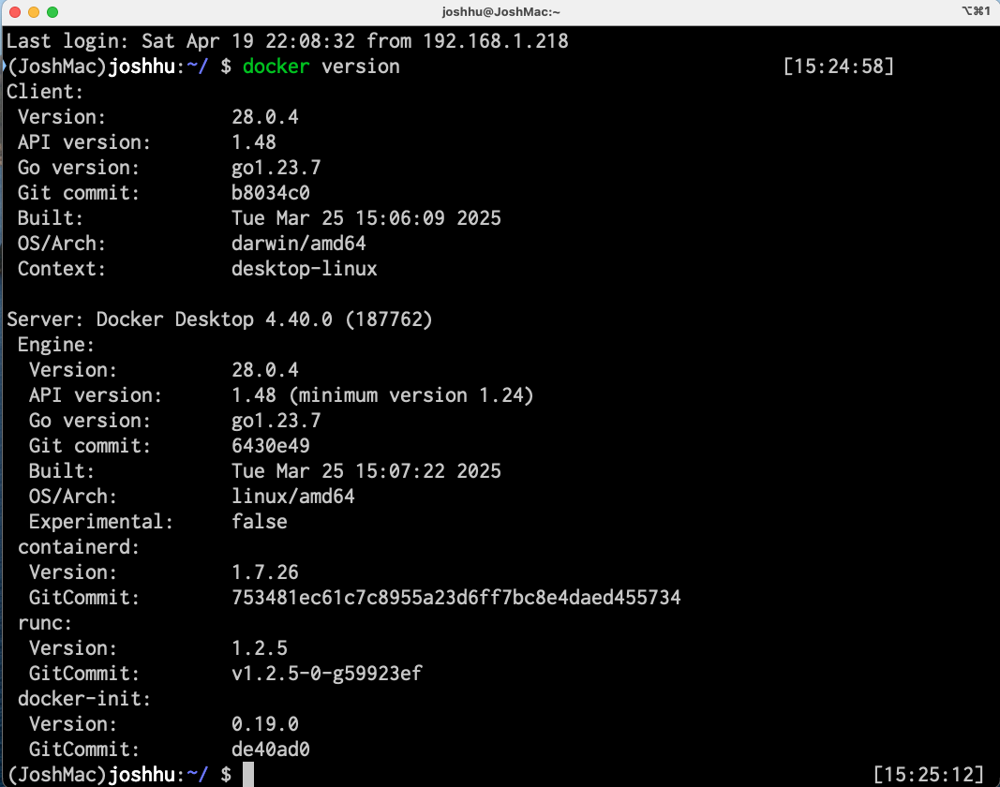 joshhu@JoshMac:~
⌥⌘1
Last login: Sat Apr 19 22:08:32 from 192.168.1.218
(JoshMac)joshhu:~/ $ docker version [15:24:58]
Client:
 Version: 28.0.4
 API version: 1.48
 Go version: go1.23.7
 Git commit: b8034c0
 Built: Tue Mar 25 15:06:09 2025
 OS/Arch: darwin/amd64
 Context: desktop-linux

Server: Docker Desktop 4.40.0 (187762)
 Engine:
  Version: 28.0.4
  API version: 1.48 (minimum version 1.24)
  Go version: go1.23.7
  Git commit: 6430e49
  Built: Tue Mar 25 15:07:22 2025
  OS/Arch: linux/amd64
  Experimental: false
 containerd:
  Version: 1.7.26
  GitCommit: 753481ec61c7c8955a23d6ff7bc8e4daed455734
 runc:
  Version: 1.2.5
  GitCommit: v1.2.5-0-g59923ef
 docker-init:
  Version: 0.19.0
  GitCommit: de40ad0
(JoshMac)joshhu:~/ $ [15:25:12]